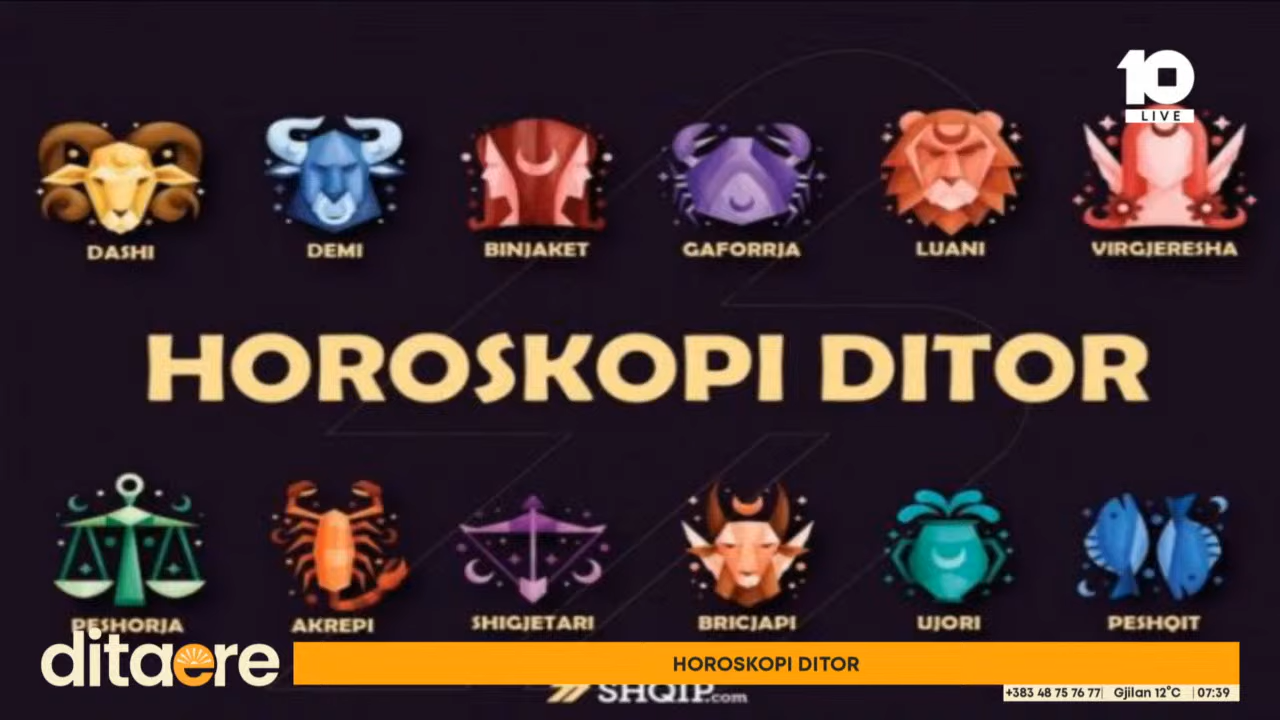 10
LIVE
DASHI
DEMI
BINJAKET
GAFORRJA
LUANI
VIRGJERESHA
HOROSKOPI DITOR
PESHORJA
AKREPI
SHIGJETARI
BRICJAPI
UJORI
PESHQIT
ditaere
HOROSKOPI DITOR
SHQIP.com
+383 48 75 76 77| Gjilan 12°C |07:39